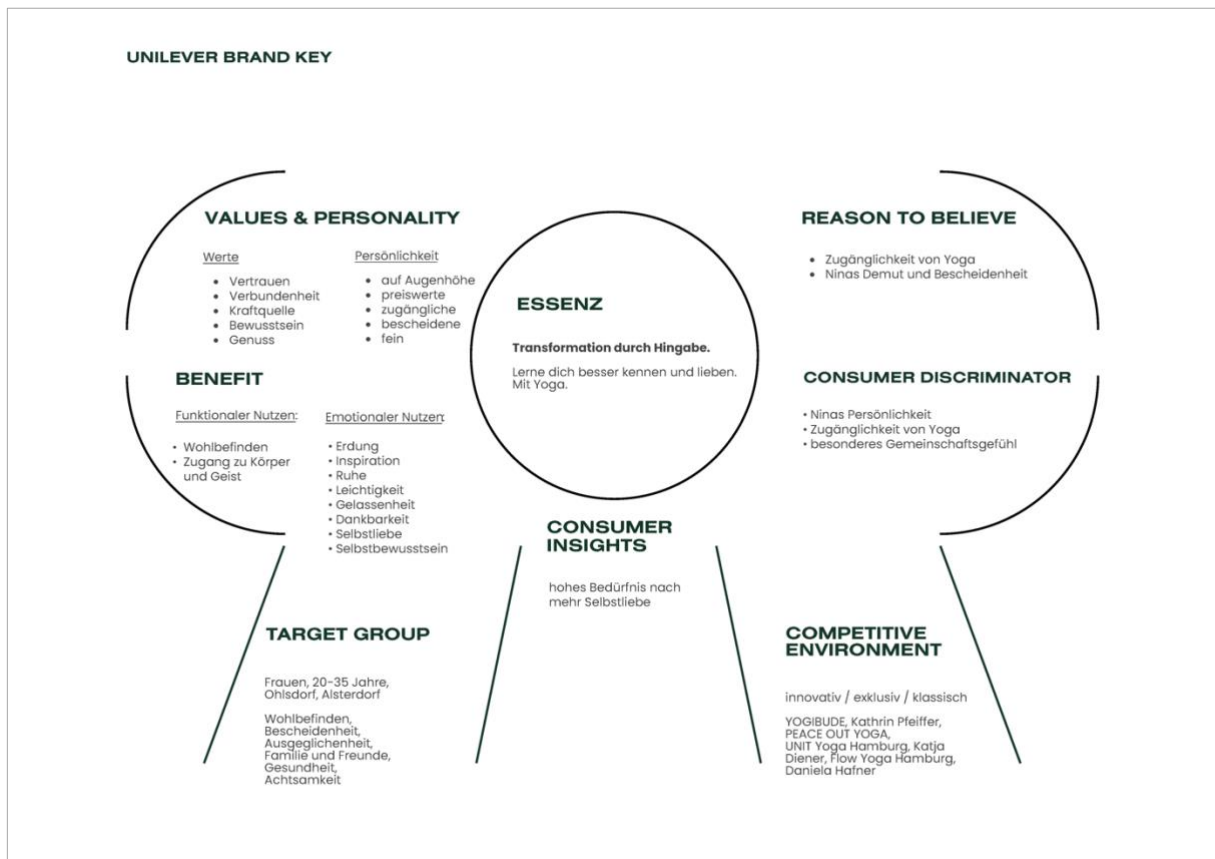 UNILEVER BRAND KEY
VALUES & PERSONALITY
Werte
• Vertrauen
• Verbundenheit
• Kraftquelle
• Bewusstsein
• Genuss
Persönlichkeit
• auf Augenhöhe
• preiswerte
• zugängliche
• bescheidene
• fein
BENEFIT
Funktionaler Nutzen:
• Wohlbefinden
• Zugang zu Körper
und Geist
Emotionaler Nutzen:
• Erdung
• Inspiration
• Ruhe
• Leichtigkeit
• Gelassenheit
• Dankbarkeit
• Selbstliebe
• Selbstbewusstsein
ESSENZ
Transformation durch Hingabe.
Lerne dich besser kennen und lieben.
Mit Yoga.
REASON TO BELIEVE
• Zugänglichkeit von Yoga
• Ninas Demut und Bescheidenheit
CONSUMER DISCRIMINATOR
• Ninas Persönlichkeit
• Zugänglichkeit von Yoga
• besonderes Gemeinschaftsgefühl
TARGET GROUP
Frauen, 20-35 Jahre,
Ohlsdorf, Alsterdorf
Wohlbefinden,
Bescheidenheit,
Ausgeglichenheit,
Familie und Freunde,
Gesundheit,
Achtsamkeit
CONSUMER
INSIGHTS
hohes Bedürfnis nach
mehr Selbstliebe
COMPETITIVE
ENVIRONMENT
innovativ / exklusiv / klassisch
YOGIBUDE, Kathrin Pfeiffer,
PEACE OUT YOGA,
UNIT Yoga Hamburg, Katja
Diener, Flow Yoga Hamburg,
Daniela Hafner